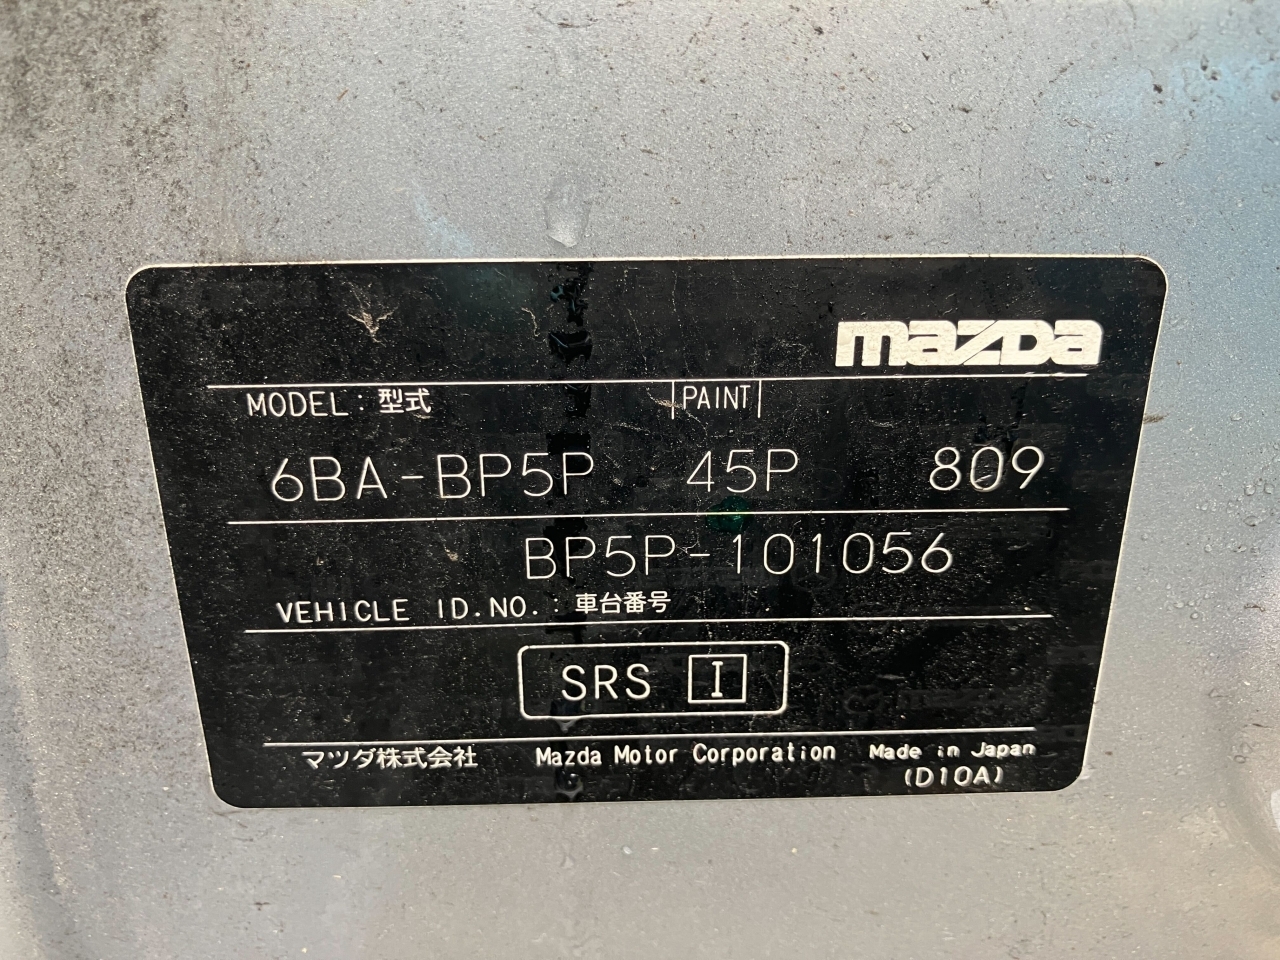 mazda
MODEL : 型式 PAINT
6BA-BP5P 45P 809
BP5P-101056
VEHICLE ID.NO. : 車台番号
SRS I
マツダ株式会社 Mazda Motor Corporation Made in Japan
(D10A)